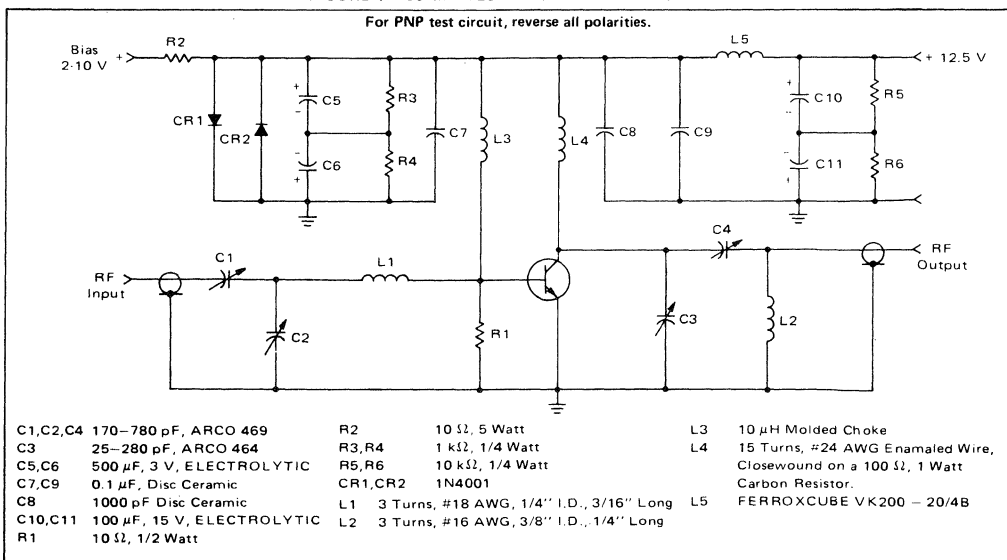 For PNP test circuit, reverse all polarities.
Bias
2-10 V +
R2
L5
+ 12.5 V
CR1
CR2
+
-
C5
-
+
C6
R3
R4
C7
L3
L4
C8
C9
+
-
C10
-
+
C11
R5
R6
RF
Input
C1
C2
L1
R1
C4
C3
L2
RF
Output
C1,C2,C4 170–780 pF, ARCO 469
C3 25–280 pF, ARCO 464
C5,C6 500 μF, 3 V, ELECTROLYTIC
C7,C9 0.1 μF, Disc Ceramic
C8 1000 pF Disc Ceramic
C10,C11 100 μF, 15 V, ELECTROLYTIC
R1 10 Ω, 1/2 Watt
R2 10 Ω, 5 Watt
R3,R4 1 kΩ, 1/4 Watt
R5,R6 10 kΩ, 1/4 Watt
CR1,CR2 1N4001
L1 3 Turns, #18 AWG, 1/4'' I.D., 3/16'' Long
L2 3 Turns, #16 AWG, 3/8'' I.D., 1/4'' Long
L3 10 μH Molded Choke
L4 15 Turns, #24 AWG Enamaled Wire,
Closewound on a 100 Ω, 1 Watt
Carbon Resistor.
L5 FERROXCUBE VK200 – 20/4B